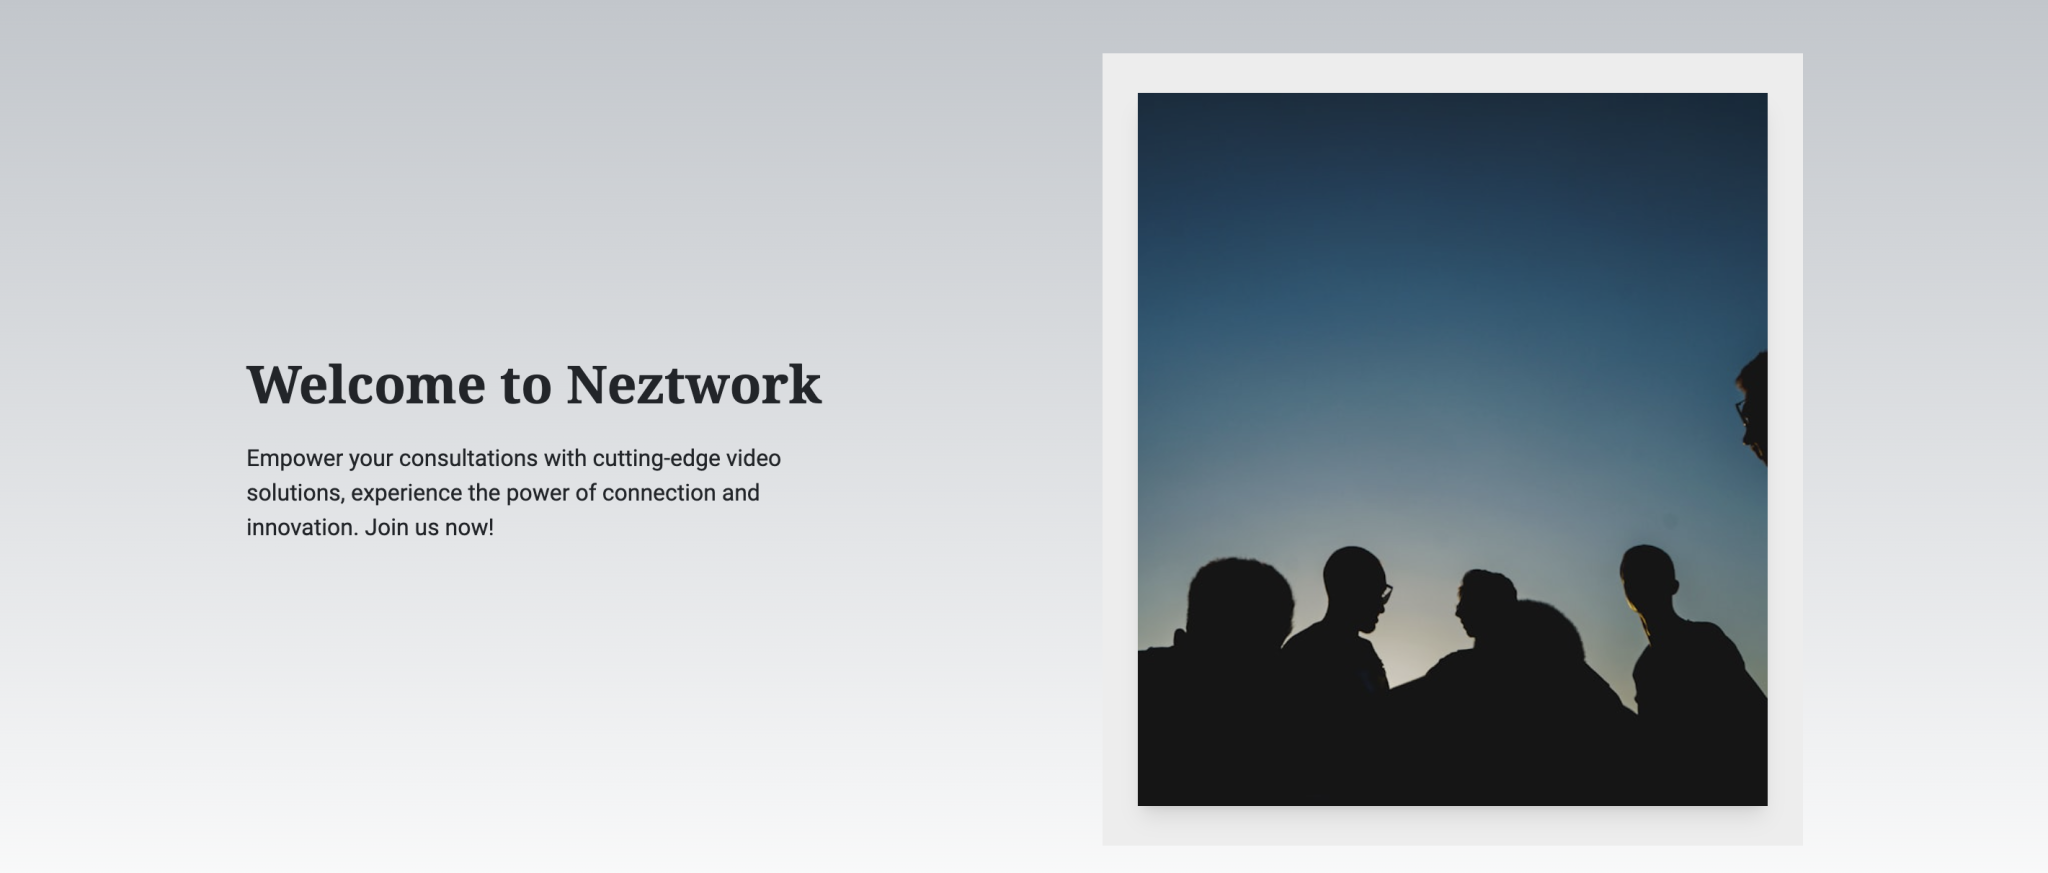 Welcome to Neztwork
Empower your consultations with cutting-edge video
solutions, experience the power of connection and
innovation. Join us now!